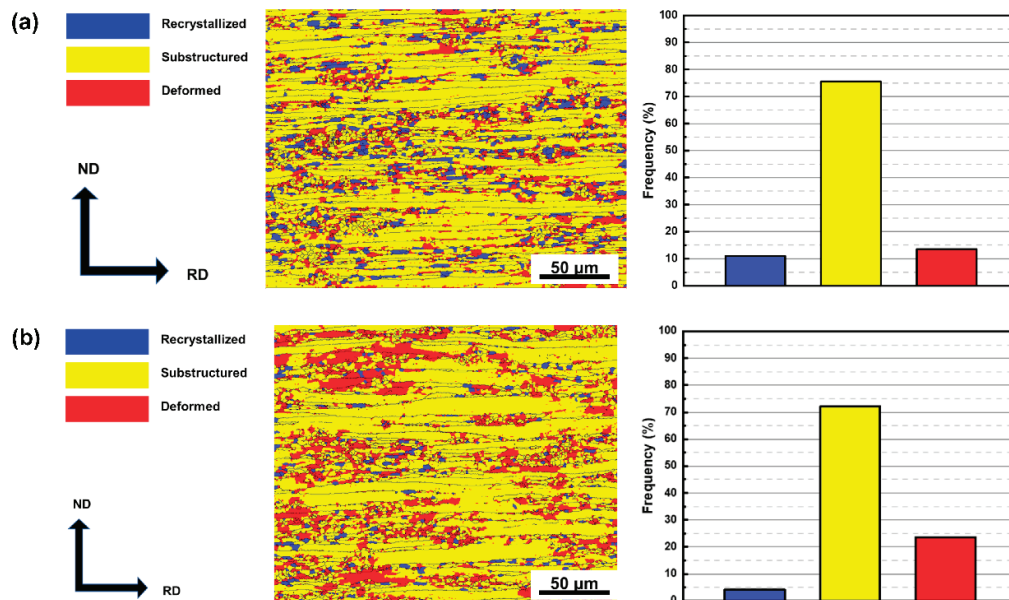 (a)
Recrystallized
Substructured
Deformed
ND
RD
50 µm
Frequency (%)
100
90
80
70
60
50
40
30
20
10
0
(b)
Recrystallized
Substructured
Deformed
ND
RD
50 µm
Frequency (%)
100
90
80
70
60
50
40
30
20
10
0